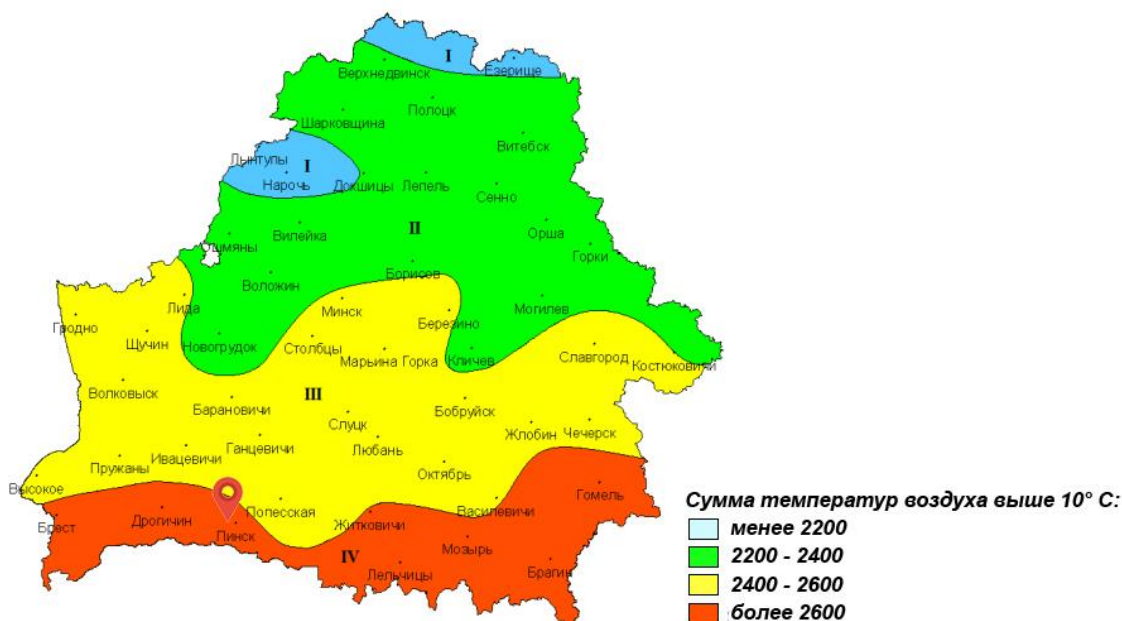 I
Езерище
Верхнедвинск
Полоцк
Шарковщина
Витебск
Лынтупы
I
Нарочь
Докшицы
Лепель
Сенно
II
Орша
Ошмяны
Вилейка
Горки
Борисов
Воложин
Лида
Минск
Могилев
Березино
Гродно
Щучин
Новогрудок
Столбцы
Марьина Горка
Кличев
Славгород
Костюковичи
Волковыск
III
Барановичи
Слуцк
Бобруйск
Жлобин
Чечерск
Ганцевичи
Любань
Ивацевичи
Пружаны
Октябрь
Высокое
Гомель
Полесская
Василевичи
Дрогичин
Брест
Житковичи
Пинск
Мозырь
IV
Лельчицы
Брагин
Сумма температур воздуха выше 10° С:
менее 2200
2200 - 2400
2400 - 2600
более 2600